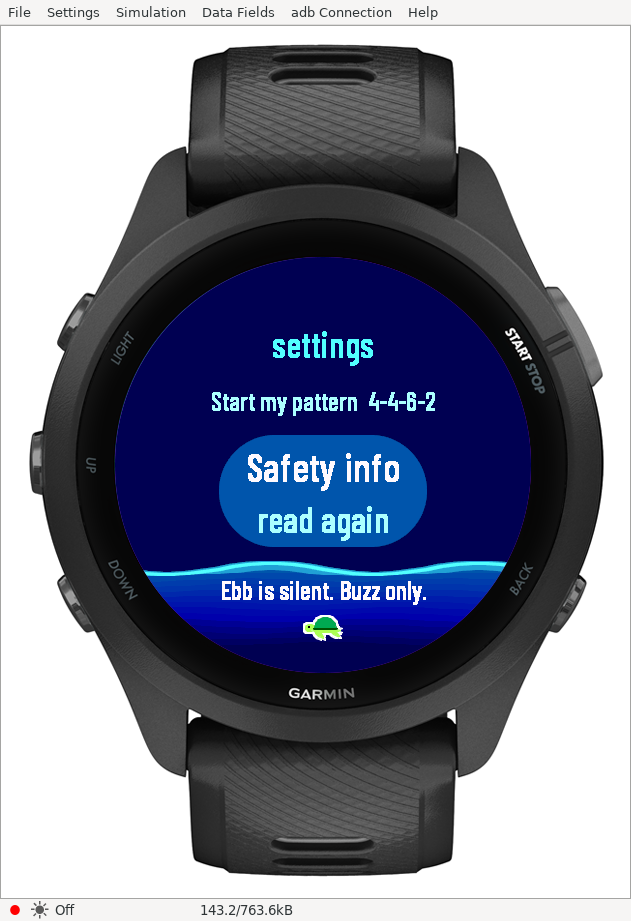 File Settings Simulation Data Fields adb Connection Help
LIGHT
START STOP
settings
Start my pattern 4-4-6-2
UP
Safety info
read again
DOWN
BACK
Ebb is silent. Buzz only.
GARMIN
Off 143.2/763.6kB